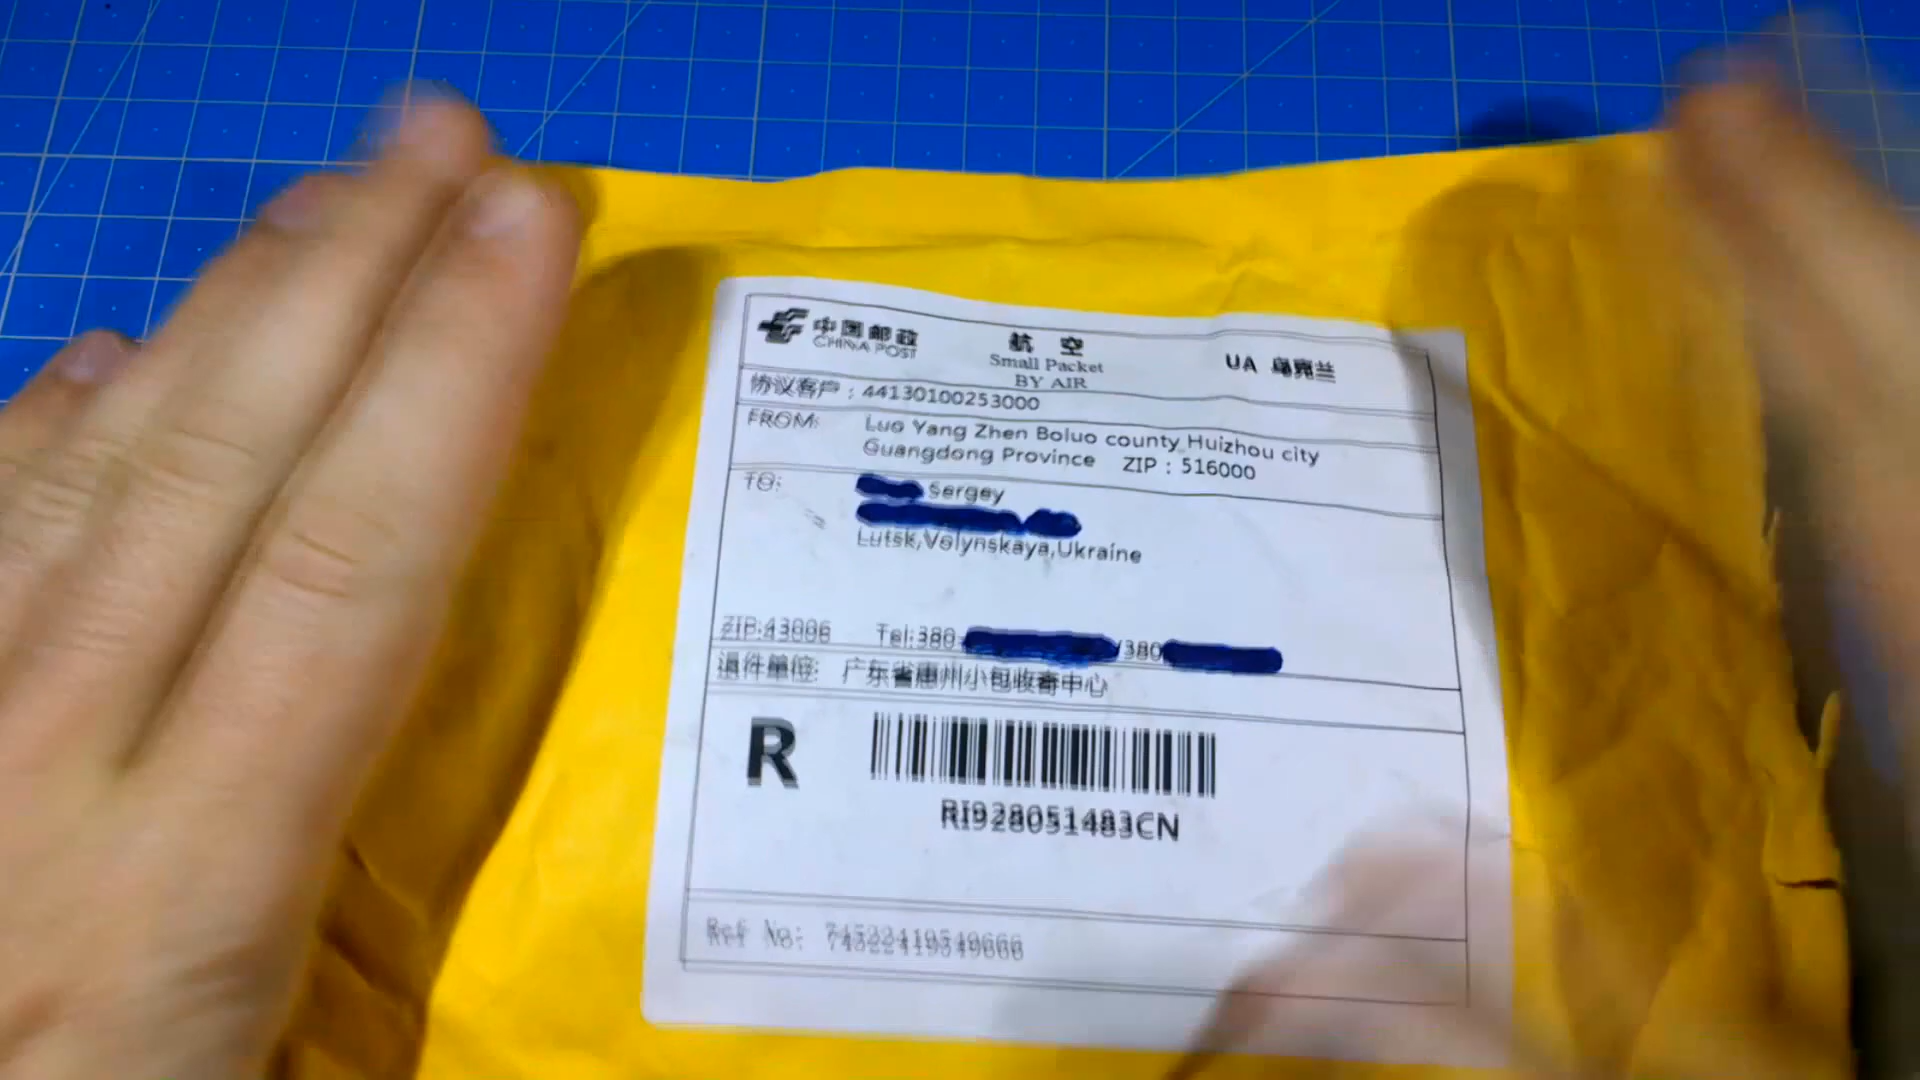 中国邮政
CHINA POST
航 空
Small Packet
BY AIR
UA 乌克兰
协议客户：44130100253000
FROM: Luo Yang Zhen Boluo county Huizhou city
Guangdong Province ZIP：516000
TO: Sergey
Lutsk,Volynskaya,Ukraine
ZIP:43006 Tel:380 /380
退件单位: 广东省惠州小包收寄中心
R
RI928051483CN
Ref No: